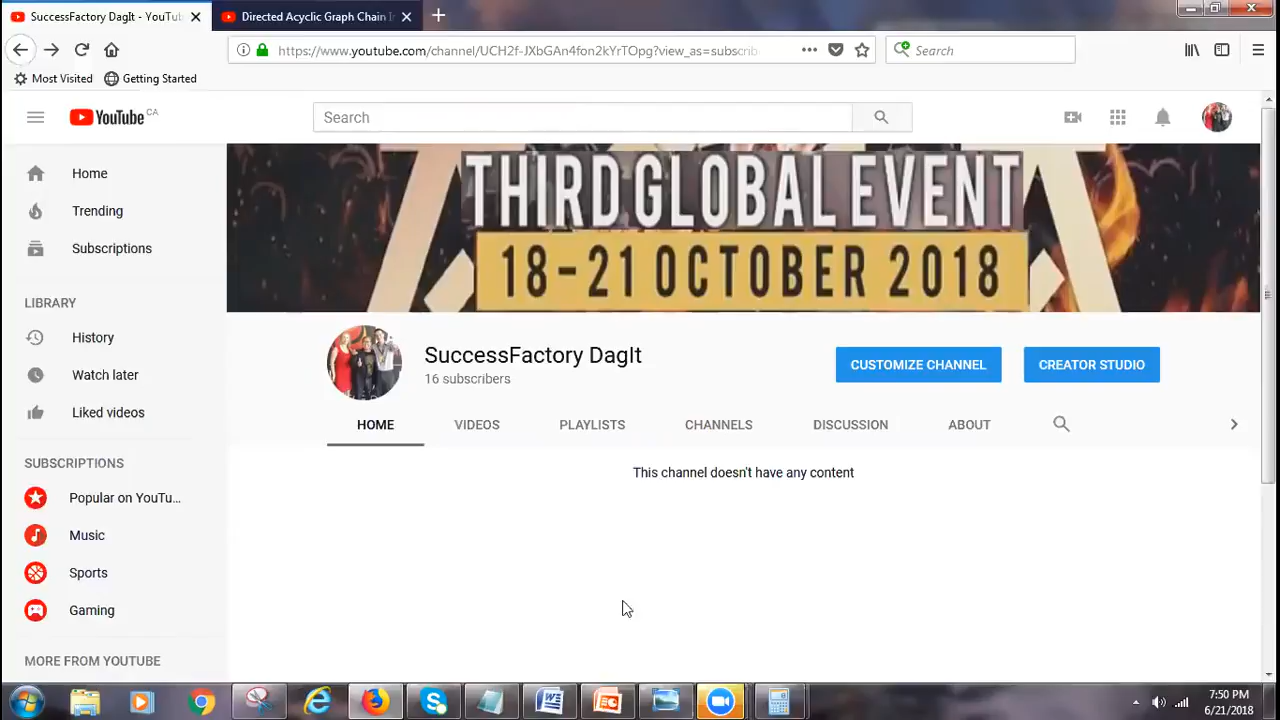 SuccessFactory DagIt - YouTub
Directed Acyclic Graph Chain I
https://www.youtube.com/channel/UCH2f-JXbGAn4fon2kYrTOpg?view_as=subscrib
Search
Most Visited
Getting Started
YouTube CA
Search
Home
Trending
Subscriptions
LIBRARY
History
Watch later
Liked videos
SUBSCRIPTIONS
Popular on YouTu...
Music
Sports
Gaming
MORE FROM YOUTUBE
THIRD GLOBAL EVENT
18-21 OCTOBER 2018
SuccessFactory DagIt
16 subscribers
CUSTOMIZE CHANNEL
CREATOR STUDIO
HOME
VIDEOS
PLAYLISTS
CHANNELS
DISCUSSION
ABOUT
This channel doesn't have any content
7:50 PM
6/21/2018